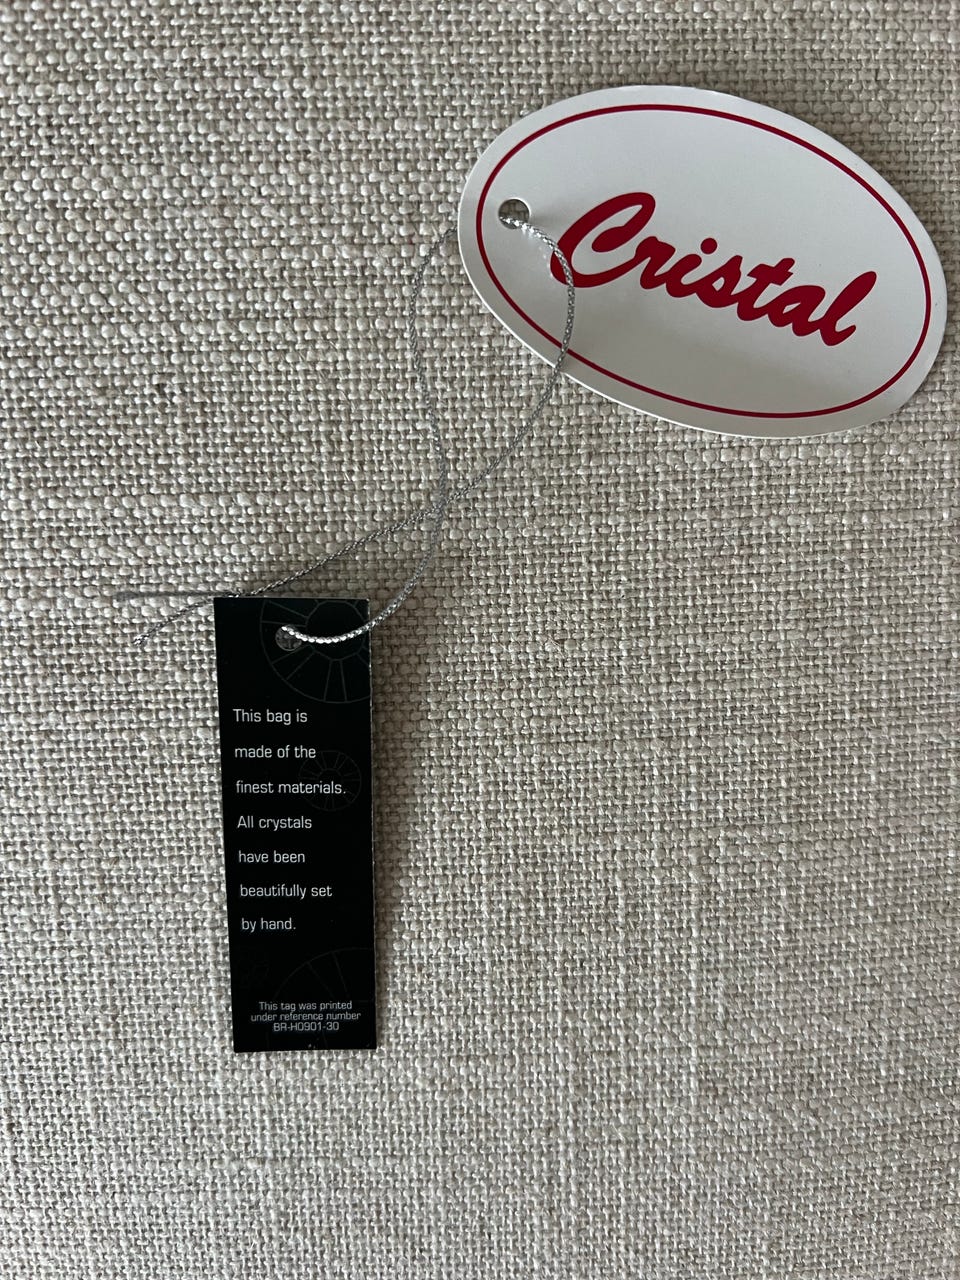 Cristal
This bag is
made of the
finest materials.
All crystals
have been
beautifully set
by hand.
This tag was printed
under reference number
BR-H0901-30